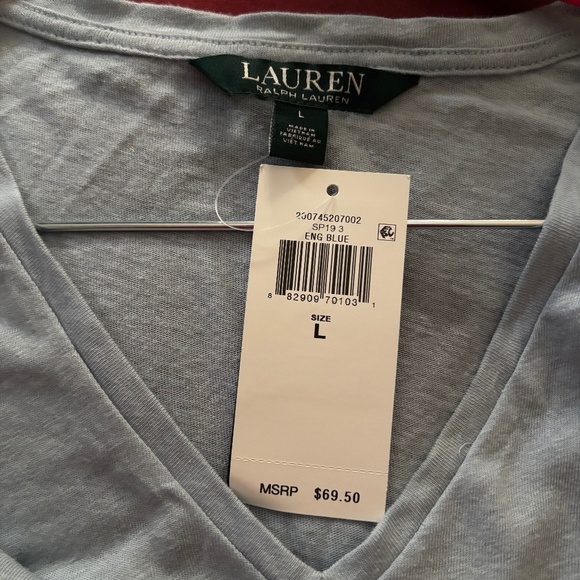 LAUREN
RALPH LAUREN
L
MADE IN
VIETNAM
FABRIQUÉ AU
VIET NAM
200745207002
SP19 3
ENG BLUE
8 82909 70103 1
SIZE
L
MSRP $69.50